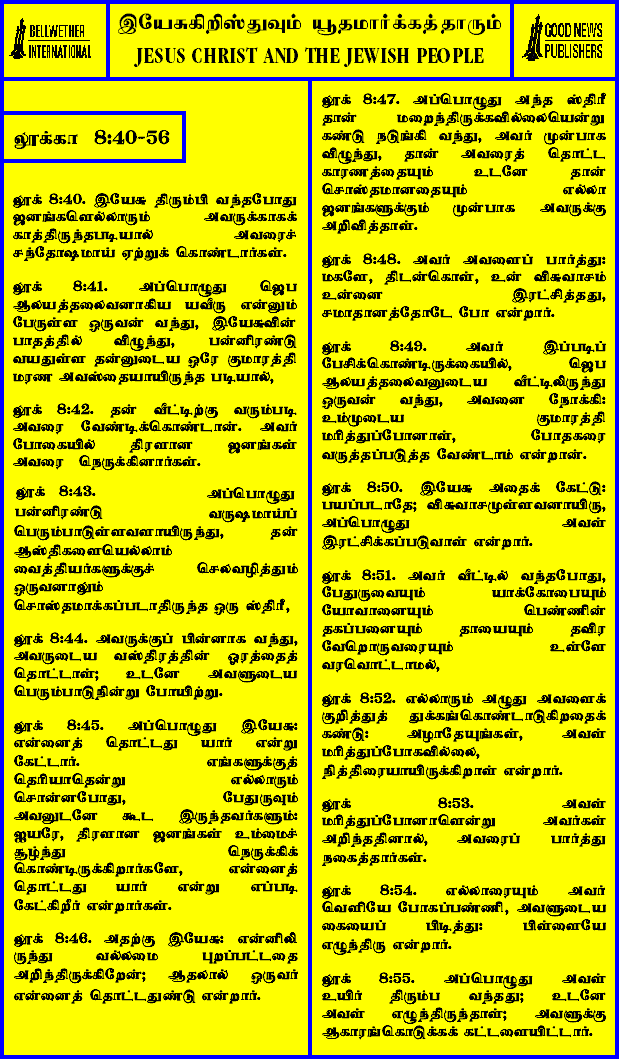 BELLWETHER
INTERNATIONAL
இயேசுகிறிஸ்துவும் யூதமார்க்கத்தாரும்
JESUS CHRIST AND THE JEWISH PEOPLE
GOOD NEWS
PUBLISHERS
லூக்கா 8:40-56
லூக் 8:40. இயேசு திரும்பி வந்தபோது
ஜனங்களெல்லாரும் அவருக்காகக்
காத்திருந்தபடியால் அவரைச்
சந்தோஷமாய் ஏற்றுக் கொண்டார்கள்.
லூக் 8:41. அப்பொழுது ஜெப
ஆலயத்தலைவனாகிய யவீரு என்னும்
பேருள்ள ஒருவன் வந்து, இயேசுவின்
பாதத்தில் விழுந்து, பன்னிரண்டு
வயதுள்ள தன்னுடைய ஒரே குமாரத்தி
மரண அவஸ்தையாயிருந்த படியால்,
லூக் 8:42. தன் வீட்டிற்கு வரும்படி
அவரை வேண்டிக்கொண்டான். அவர்
போகையில் திரளான ஜனங்கள்
அவரை நெருக்கினார்கள்.
லூக் 8:43. அப்பொழுது
பன்னிரண்டு வருஷமாய்ப்
பெரும்பாடுள்ளவளாயிருந்து, தன்
ஆஸ்திகளையெல்லாம்
வைத்தியர்களுக்குச் செலவழித்தும்
ஒருவனாலும்
சொஸ்தமாக்கப்படாதிருந்த ஒரு ஸ்திரீ,
லூக் 8:44. அவருக்குப் பின்னாக வந்து,
அவருடைய வஸ்திரத்தின் ஓரத்தைத்
தொட்டாள்; உடனே அவளுடைய
பெரும்பாடுநின்று போயிற்று.
லூக் 8:45. அப்பொழுது இயேசு:
என்னைத் தொட்டது யார் என்று
கேட்டார். எங்களுக்குத்
தெரியாதென்று எல்லாரும்
சொன்னபோது, பேதுருவும்
அவனுடனே கூட இருந்தவர்களும்:
ஐயரே, திரளான ஜனங்கள் உம்மைச்
சூழ்ந்து நெருக்கிக்
கொண்டிருக்கிறார்களே, என்னைத்
தொட்டது யார் என்று எப்படி
கேட்கிறீர் என்றார்கள்.
லூக் 8:46. அதற்கு இயேசு: என்னிலி
ருந்து வல்லமை புறப்பட்டதை
அறிந்திருக்கிறேன்; ஆதலால் ஒருவர்
என்னைத் தொட்டதுண்டு என்றார்.
லூக் 8:47. அப்பொழுது அந்த ஸ்திரீ
தான் மறைந்திருக்கவில்லையென்று
கண்டு நடுங்கி வந்து, அவர் முன்பாக
விழுந்து, தான் அவரைத் தொட்ட
காரணத்தையும் உடனே தான்
சொஸ்தமானதையும் எல்லா
ஜனங்களுக்கும் முன்பாக அவருக்கு
அறிவித்தாள்.
லூக் 8:48. அவர் அவளைப் பார்த்து:
மகளே, திடன்கொள், உன் விசுவாசம்
உன்னை இரட்சித்தது,
சமாதானத்தோடே போ என்றார்.
லூக் 8:49. அவர் இப்படிப்
பேசிக்கொண்டிருக்கையில், ஜெப
ஆலயத்தலைவனுடைய வீட்டிலிருந்து
ஒருவன் வந்து, அவனை நோக்கி:
உம்முடைய குமாரத்தி
மரித்துப்போனாள், போதகரை
வருத்தப்படுத்த வேண்டாம் என்றான்.
லூக் 8:50. இயேசு அதைக் கேட்டு:
பயப்படாதே; விசுவாசமுள்ளவனாயிரு,
அப்பொழுது அவள்
இரட்சிக்கப்படுவாள் என்றார்.
லூக் 8:51. அவர் வீட்டில் வந்தபோது,
பேதுருவையும் யாக்கோபையும்
யோவானையும் பெண்ணின்
தகப்பனையும் தாயையும் தவிர
வேறொருவரையும் உள்ளே
வரவொட்டாமல்,
லூக் 8:52. எல்லாரும் அழுது அவளைக்
குறித்துத் துக்கங்கொண்டாடுகிறதைக்
கண்டு: அழாதேயுங்கள், அவள்
மரித்துப்போகவில்லை,
நித்திரையாயிருக்கிறாள் என்றார்.
லூக் 8:53. அவள்
மரித்துப்போனாளென்று அவர்கள்
அறிந்ததினால், அவரைப் பார்த்து
நகைத்தார்கள்.
லூக் 8:54. எல்லாரையும் அவர்
வெளியே போகப்பண்ணி, அவளுடைய
கையைப் பிடித்து: பிள்ளையே
எழுந்திரு என்றார்.
லூக் 8:55. அப்பொழுது அவள்
உயிர் திரும்ப வந்தது; உடனே
அவள் எழுந்திருந்தாள்; அவளுக்கு
ஆகாரங்கொடுக்கக் கட்டளையிட்டார்.